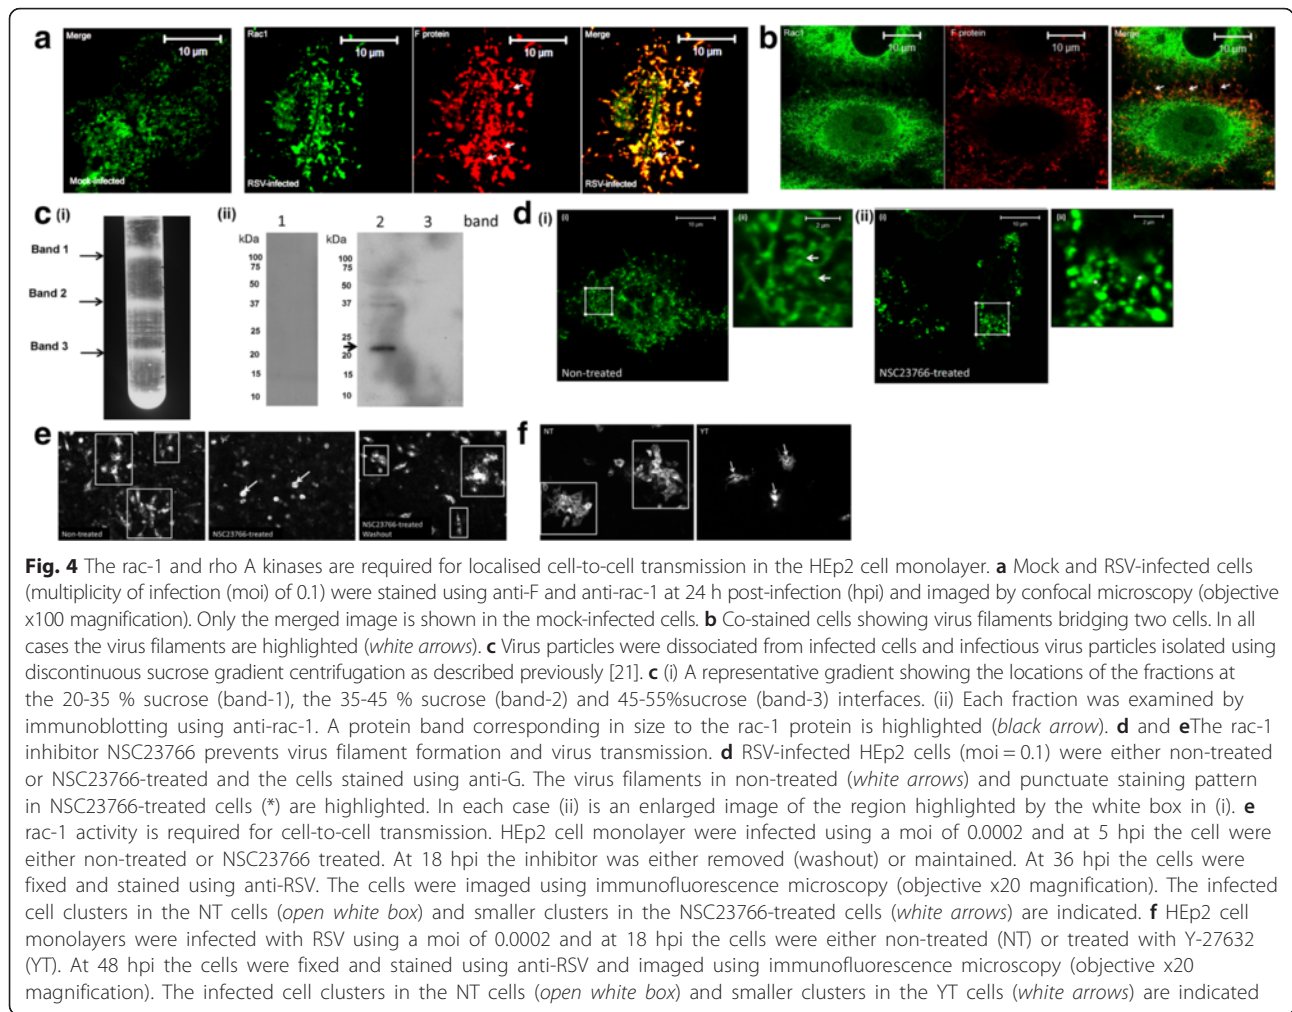 a
Merge
10 µm
Mock-infected
Rac1
10 µm
RSV-infected
F protein
10 µm
Merge
10 µm
RSV-infected
b
Rac1
10 µm
F protein
10 µm
Merge
10 µm
c (i)
Band 1
Band 2
Band 3
(ii)
1 2 3 band
kDa
100
75
50
37
25
20
15
10
kDa
100
75
50
37
25
20
15
10
d (i)
(i)
10 µm
Non-treated
(ii)
2 µm
(ii)
(i)
10 µm
NSC23766-treated
(ii)
2 µm
e
Non-treated
NSC23766-treated
NSC23766-treated
Washout
f
NT
YT
Fig. 4 The rac-1 and rho A kinases are required for localised cell-to-cell transmission in the HEp2 cell monolayer. a Mock and RSV-infected cells
(multiplicity of infection (moi) of 0.1) were stained using anti-F and anti-rac-1 at 24 h post-infection (hpi) and imaged by confocal microscopy (objective
x100 magnification). Only the merged image is shown in the mock-infected cells. b Co-stained cells showing virus filaments bridging two cells. In all
cases the virus filaments are highlighted (white arrows). c Virus particles were dissociated from infected cells and infectious virus particles isolated using
discontinuous sucrose gradient centrifugation as described previously [21]. c (i) A representative gradient showing the locations of the fractions at
the 20-35 % sucrose (band-1), the 35-45 % sucrose (band-2) and 45-55%sucrose (band-3) interfaces. (ii) Each fraction was examined by
immunoblotting using anti-rac-1. A protein band corresponding in size to the rac-1 protein is highlighted (black arrow). d and eThe rac-1
inhibitor NSC23766 prevents virus filament formation and virus transmission. d RSV-infected HEp2 cells (moi = 0.1) were either non-treated
or NSC23766-treated and the cells stained using anti-G. The virus filaments in non-treated (white arrows) and punctuate staining pattern
in NSC23766-treated cells (*) are highlighted. In each case (ii) is an enlarged image of the region highlighted by the white box in (i). e
rac-1 activity is required for cell-to-cell transmission. HEp2 cell monolayer were infected using a moi of 0.0002 and at 5 hpi the cell were
either non-treated or NSC23766 treated. At 18 hpi the inhibitor was either removed (washout) or maintained. At 36 hpi the cells were
fixed and stained using anti-RSV. The cells were imaged using immunofluorescence microscopy (objective x20 magnification). The infected
cell clusters in the NT cells (open white box) and smaller clusters in the NSC23766-treated cells (white arrows) are indicated. f HEp2 cell
monolayers were infected with RSV using a moi of 0.0002 and at 18 hpi the cells were either non-treated (NT) or treated with Y-27632
(YT). At 48 hpi the cells were fixed and stained using anti-RSV and imaged using immunofluorescence microscopy (objective x20
magnification). The infected cell clusters in the NT cells (open white box) and smaller clusters in the YT cells (white arrows) are indicated